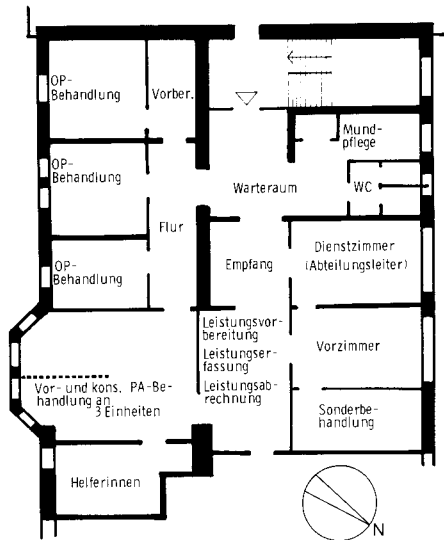 OP-
Behandlung
Vorber.
Mund-
pflege
OP-
Behandlung
WC
Warteraum
Flur
Dienstzimmer
(Abteilungsleiter)
Empfang
OP-
Behandlung
Leistungsvor-
bereitung
Leistungser-
fassung
Leistungsab-
rechnung
Vorzimmer
Vor- und kons. PA-Be-
handlung an
3 Einheiten
Sonderbe-
handlung
Helferinnen
N